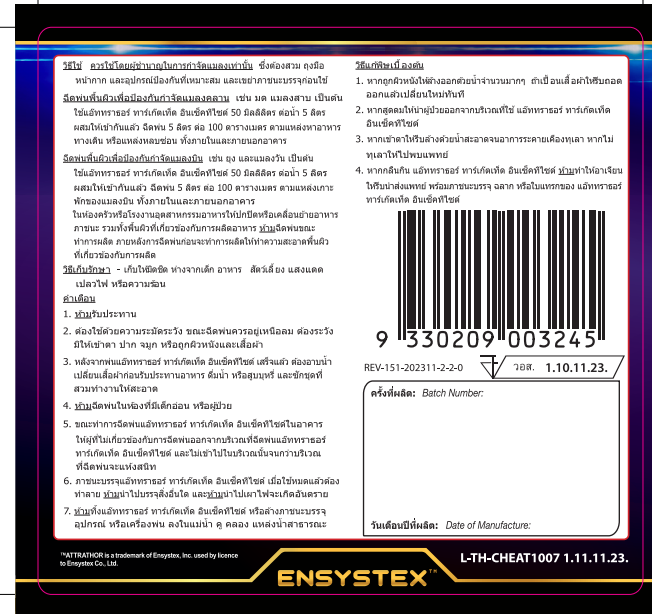 วิธีใช้ ควรใช้โดยผู้ชำนาญในการกำจัดแมลงเท่านั้น ซึ่งต้องสวม ถุงมือ
หน้ากาก และอุปกรณ์ป้องกันที่เหมาะสม และเขย่าภาชนะบรรจุก่อนใช้
ฉีดพ่นพื้นผิวเพื่อป้องกันกำจัดแมลงคลาน เช่น มด แมลงสาบ เป็นต้น
ใช้แอ๊ททราธอร์ ทาร์เก๊ตเท็ด อินเซ็คทิไซด์ 50 มิลลิลิตร ต่อน้ำ 5 ลิตร
ผสมให้เข้ากันแล้ว ฉีดพ่น 5 ลิตร ต่อ 100 ตารางเมตร ตามแหล่งหาอาหาร
ทางเดิน หรือแหล่งหลบซ่อน ทั้งภายในและภายนอกอาคาร
ฉีดพ่นพื้นผิวเพื่อป้องกันกำจัดแมลงบิน เช่น ยุง และแมลงวัน เป็นต้น
ใช้แอ๊ททราธอร์ ทาร์เก๊ตเท็ด อินเซ็คทิไซด์ 50 มิลลิลิตร ต่อน้ำ 5 ลิตร
ผสมให้เข้ากันแล้ว ฉีดพ่น 5 ลิตร ต่อ 100 ตารางเมตร ตามแหล่งเกาะ
พักของแมลงบิน ทั้งภายในและภายนอกอาคาร
ในห้องครัวหรือโรงงานอุตสาหกรรมอาหารให้ปกปิดหรือเคลื่อนย้ายอาหาร
ภาชนะ รวมทั้งพื้นผิวที่เกี่ยวข้องกับการผลิตอาหาร ห้ามฉีดพ่นขณะ
ทำการผลิต ภายหลังการฉีดพ่นก่อนจะทำการผลิตให้ทำความสะอาดพื้นผิว
ที่เกี่ยวข้องกับการผลิต
วิธีเก็บรักษา - เก็บให้มิดชิด ห่างจากเด็ก อาหาร สัตว์เลี้ยง แสงแดด
เปลวไฟ หรือความร้อน
คำเตือน
1. ห้ามรับประทาน
2. ต้องใช้ด้วยความระมัดระวัง ขณะฉีดพ่นควรอยู่เหนือลม ต้องระวัง
มิให้เข้าตา ปาก จมูก หรือถูกผิวหนังและเสื้อผ้า
3. หลังจากพ่นแอ๊ททราธอร์ ทาร์เก๊ตเท็ด อินเซ็คทิไซด์ เสร็จแล้ว ต้องอาบน้ำ
เปลี่ยนเสื้อผ้าก่อนรับประทานอาหาร ดื่มน้ำ หรือสูบบุหรี่ และซักชุดที่
สวมทำงานให้สะอาด
4. ห้ามฉีดพ่นในห้องที่มีเด็กอ่อน หรือผู้ป่วย
5. ขณะทำการฉีดพ่นแอ๊ททราธอร์ ทาร์เก๊ตเท็ด อินเซ็คทิไซด์ในอาคาร
ให้ผู้ที่ไม่เกี่ยวข้องกับการฉีดพ่นออกจากบริเวณที่ฉีดพ่นแอ๊ททราธอร์
ทาร์เก๊ตเท็ด อินเซ็คทิไซด์ และไม่เข้าไปในบริเวณนั้นจนกว่าบริเวณ
ที่ฉีดพ่นจะแห้งสนิท
6. ภาชนะบรรจุแอ๊ททราธอร์ ทาร์เก๊ตเท็ด อินเซ็คทิไซด์ เมื่อใช้หมดแล้วต้อง
ทำลาย ห้ามนำไปบรรจุสิ่งอื่นใด และห้ามนำไปเผาไฟจะเกิดอันตราย
7. ห้ามทิ้งแอ๊ททราธอร์ ทาร์เก๊ตเท็ด อินเซ็คทิไซด์ หรือล้างภาชนะบรรจุ
อุปกรณ์ หรือเครื่องพ่น ลงในแม่น้ำ คู คลอง แหล่งน้ำสาธารณะ
วิธีแก้พิษเบื้องต้น
1. หากถูกผิวหนังให้ล้างออกด้วยน้ำจำนวนมากๆ ถ้าเปื้อนเสื้อผ้าให้รีบถอด
ออกแล้วเปลี่ยนใหม่ทันที
2. หากสูดดมให้นำผู้ป่วยออกจากบริเวณที่ใช้ แอ๊ททราธอร์ ทาร์เก๊ตเท็ด
อินเซ็คทิไซด์
3. หากเข้าตาให้รีบล้างด้วยน้ำสะอาดจนอาการระคายเคืองทุเลา หากไม่
ทุเลาให้ไปพบแพทย์
4. หากกลืนกิน แอ๊ททราธอร์ ทาร์เก๊ตเท็ด อินเซ็คทิไซด์ ห้ามทำให้อาเจียน
ให้รีบนำส่งแพทย์ พร้อมภาชนะบรรจุ ฉลาก หรือใบแทรกของ แอ๊ททราธอร์
ทาร์เก๊ตเท็ด อินเซ็คทิไซด์
9 330209 003245
REV-151-202311-2-2-0
วอส. 1.10.11.23.
ครั้งที่ผลิต: Batch Number:
วันเดือนปีที่ผลิต: Date of Manufacture:
™ATTRATHOR is a trademark of Ensystex, Inc. used by licence
to Ensystex Co., Ltd.
ENSYSTEX™
L-TH-CHEAT1007 1.11.11.23.